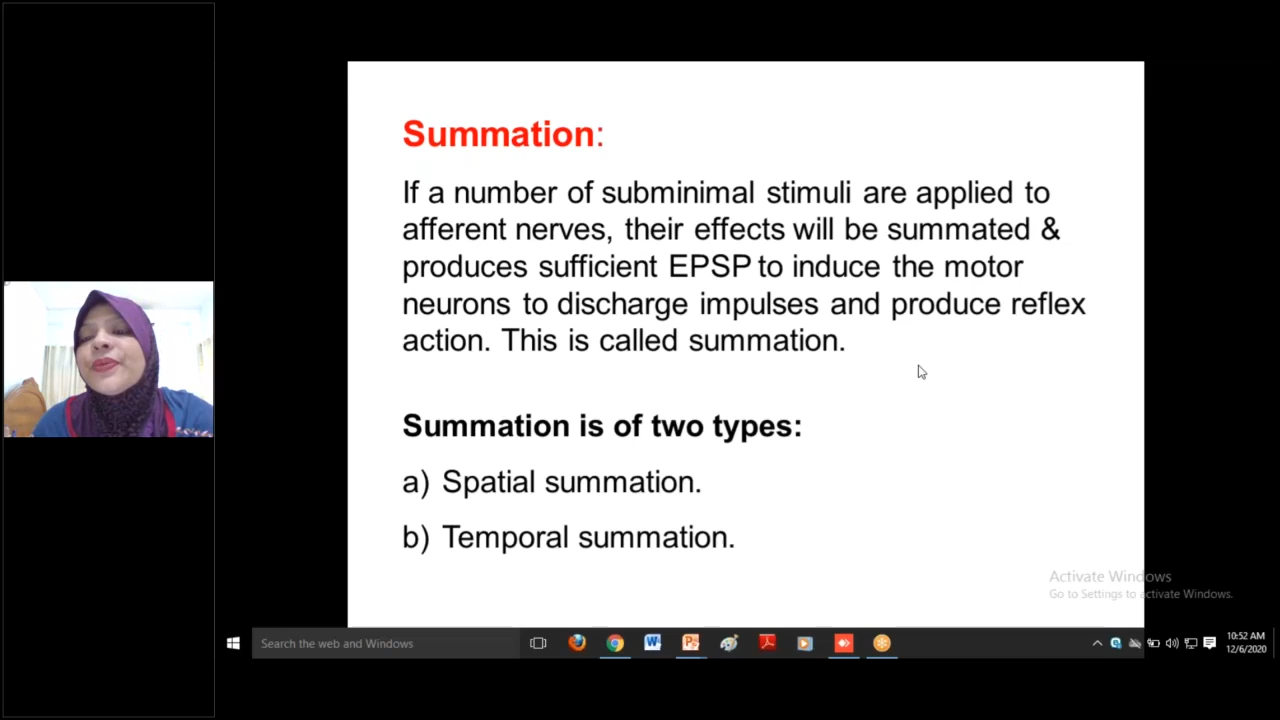 Summation:
If a number of subminimal stimuli are applied to
afferent nerves, their effects will be summated &
produces sufficient EPSP to induce the motor
neurons to discharge impulses and produce reflex
action. This is called summation.
Summation is of two types:
a) Spatial summation.
b) Temporal summation.
Activate Windows
Go to Settings to activate Windows.
Search the web and Windows
10:52 AM
12/6/2020